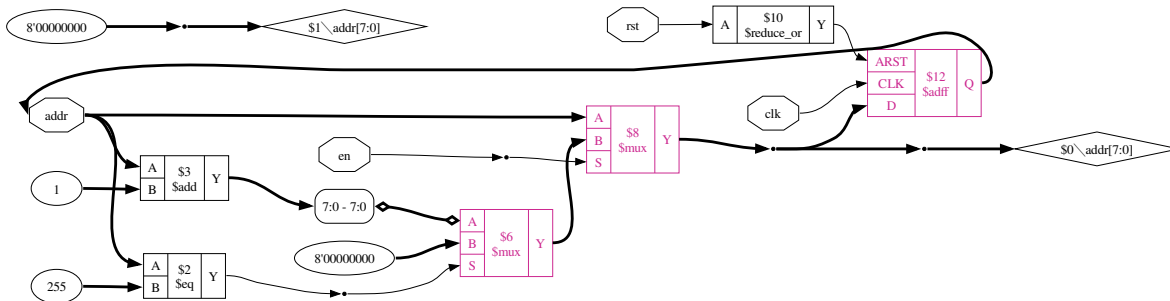 8'00000000
$1\addr[7:0]
rst
A
$10
$reduce_or
Y
ARST
CLK
D
$12
$adff
Q
addr
clk
A
B
S
$8
$mux
Y
en
$0\addr[7:0]
A
B
$3
$add
Y
1
7:0 - 7:0
A
B
S
$6
$mux
Y
8'00000000
A
B
$2
$eq
Y
255